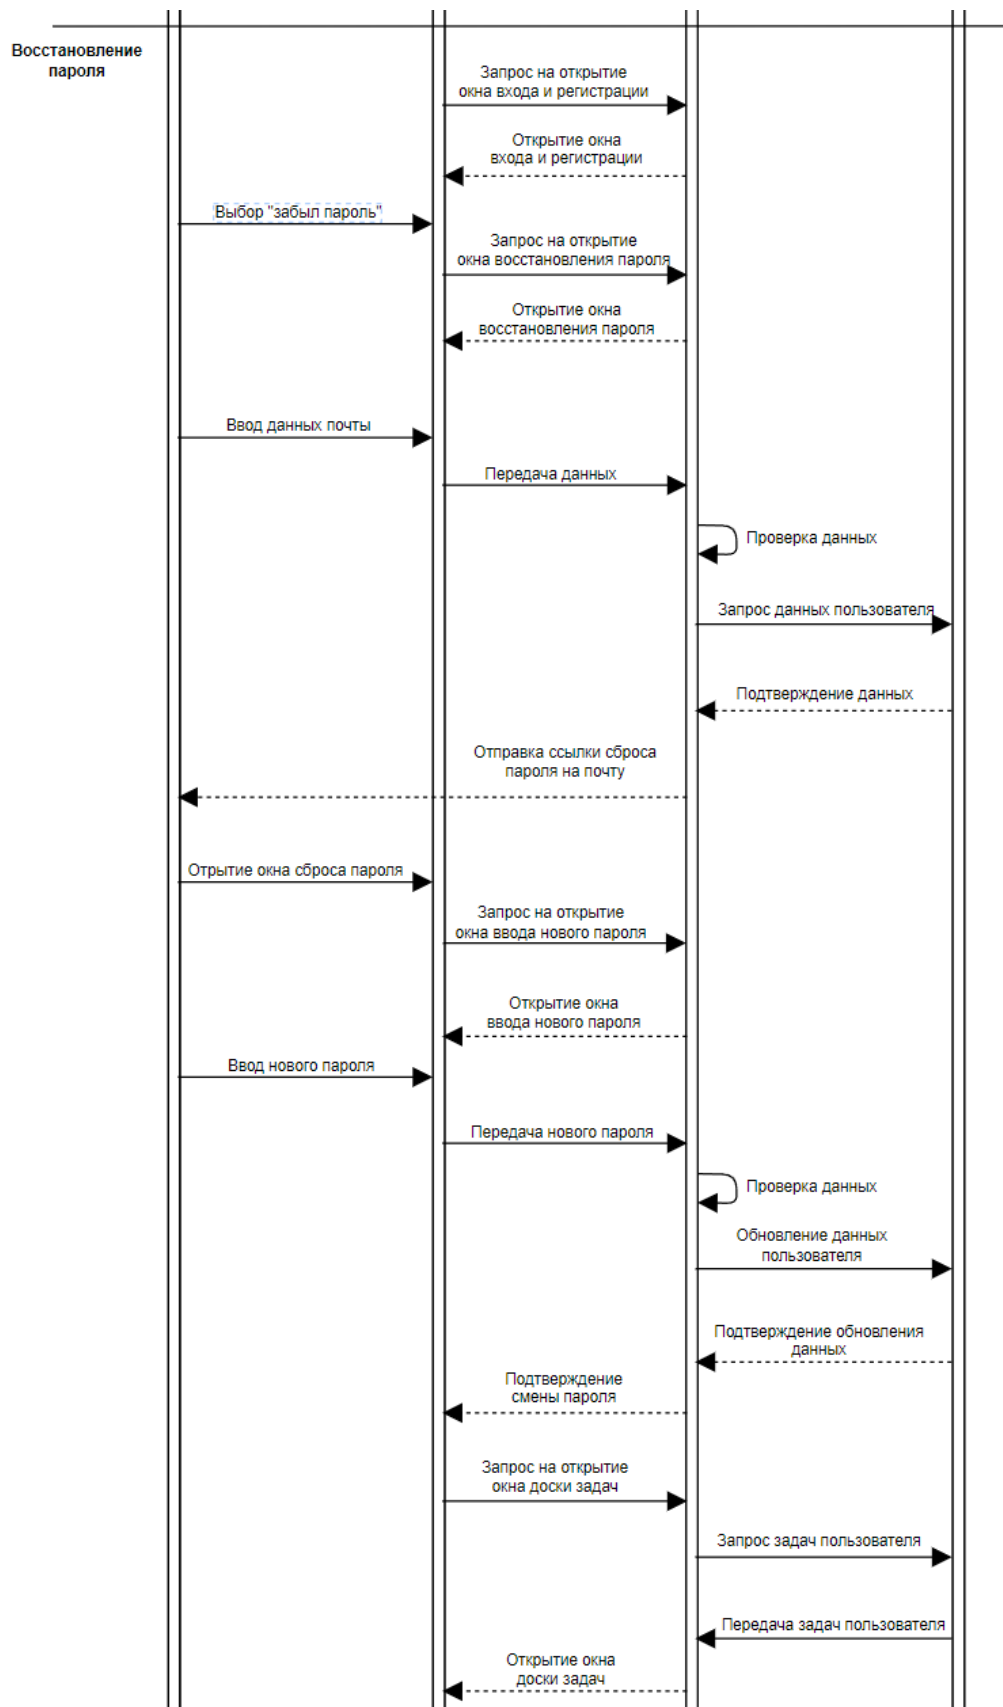 Восстановление
пароля
Запрос на открытие
окна входа и регистрации
Открытие окна
входа и регистрации
Выбор "забыл пароль"
Запрос на открытие
окна восстановления пароля
Открытие окна
восстановления пароля
Ввод данных почты
Передача данных
Проверка данных
Запрос данных пользователя
Подтверждение данных
Отправка ссылки сброса
пароля на почту
Отрытие окна сброса пароля
Запрос на открытие
окна ввода нового пароля
Открытие окна
ввода нового пароля
Ввод нового пароля
Передача нового пароля
Проверка данных
Обновление данных
пользователя
Подтверждение обновления
данных
Подтверждение
смены пароля
Запрос на открытие
окна доски задач
Запрос задач пользователя
Передача задач пользователя
Открытие окна
доски задач